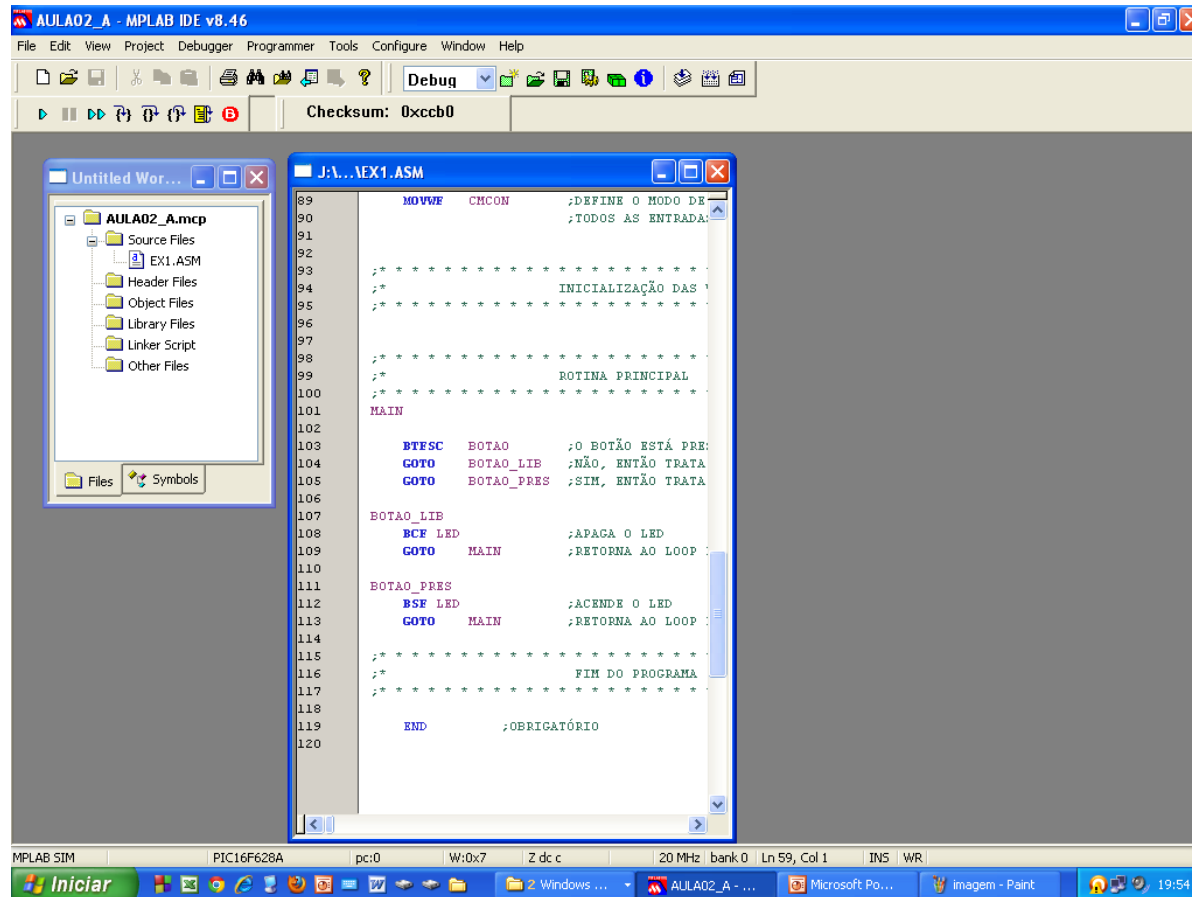 AULA02_A - MPLAB IDE v8.46
File Edit View Project Debugger Programmer Tools Configure Window Help
Debug
Checksum: 0xccb0
Untitled Wor...
AULA02_A.mcp
Source Files
EX1.ASM
Header Files
Object Files
Library Files
Linker Script
Other Files
Files Symbols
J:\...\EX1.ASM
89 MOVWF CMCON ;DEFINE O MODO DE
90 ;TODOS AS ENTRADAS
91
92
93 ;* * * * * * * * * * * * * * * * * * * * *
94 ;* INICIALIZAÇÃO DAS
95 ;* * * * * * * * * * * * * * * * * * * * *
96
97
98 ;* * * * * * * * * * * * * * * * * * * * *
99 ;* ROTINA PRINCIPAL
100 ;* * * * * * * * * * * * * * * * * * * * *
101 MAIN
102
103 BTFSC BOTAO ;O BOTÃO ESTÁ PRE
104 GOTO BOTAO_LIB ;NÃO, ENTÃO TRATA
105 GOTO BOTAO_PRES ;SIM, ENTÃO TRATA
106
107 BOTAO_LIB
108 BCF LED ;APAGA O LED
109 GOTO MAIN ;RETORNA AO LOOP
110
111 BOTAO_PRES
112 BSF LED ;ACENDE O LED
113 GOTO MAIN ;RETORNA AO LOOP
114
115 ;* * * * * * * * * * * * * * * * * * * * *
116 ;* FIM DO PROGRAMA
117 ;* * * * * * * * * * * * * * * * * * * * *
118
119 END ;OBRIGATÓRIO
120
MPLAB SIM PIC16F628A pc:0 W:0x7 Z dc c 20 MHz bank 0 Ln 59, Col 1 INS WR
Iniciar 2 Windows ... AULA02_A - ... Microsoft Po... imagem - Paint 19:54